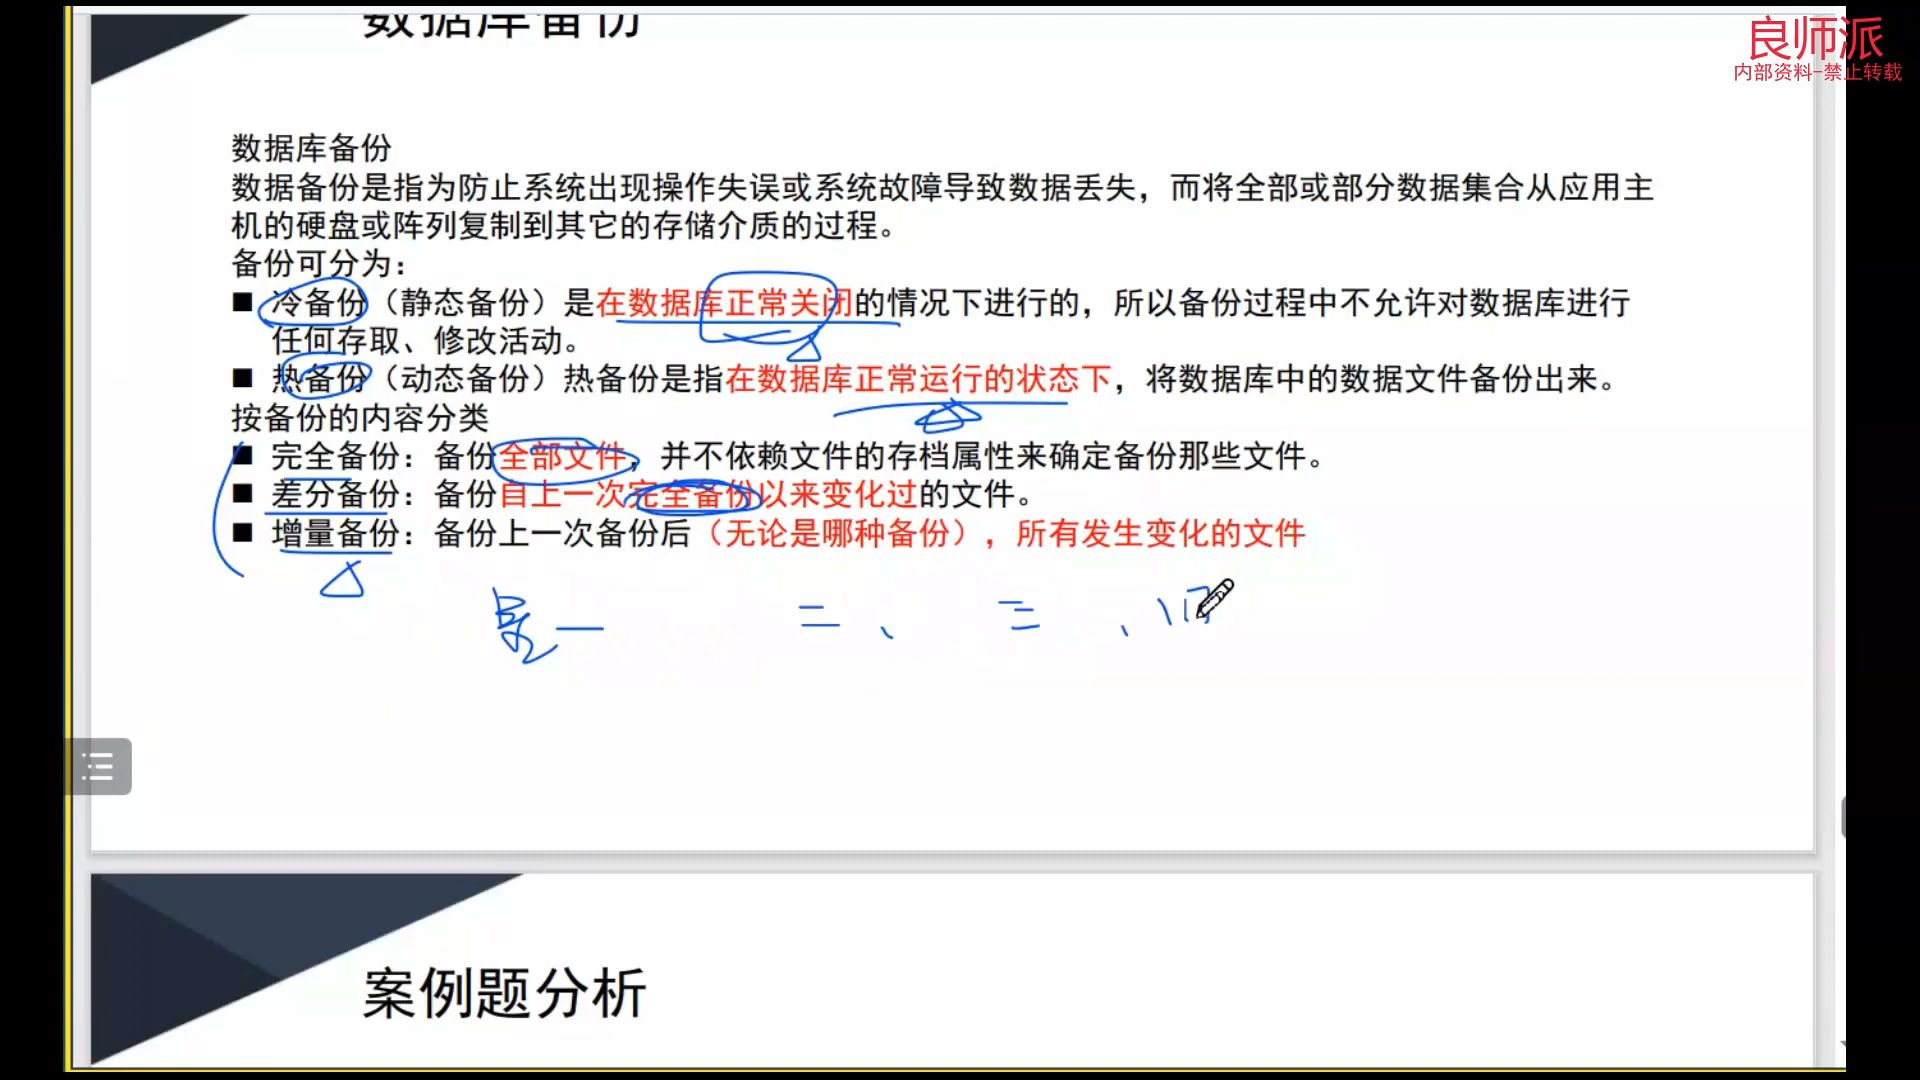 数据库备份
良师派
内部资料-禁止转载
数据库备份
数据备份是指为防止系统出现操作失误或系统故障导致数据丢失，而将全部或部分数据集合从应用主
机的硬盘或阵列复制到其它的存储介质的过程。
备份可分为：
■ 冷备份（静态备份）是在数据库正常关闭的情况下进行的，所以备份过程中不允许对数据库进行
任何存取、修改活动。
■ 热备份（动态备份）热备份是指在数据库正常运行的状态下，将数据库中的数据文件备份出来。
按备份的内容分类
■ 完全备份：备份全部文件，并不依赖文件的存档属性来确定备份那些文件。
■ 差分备份：备份自上一次完全备份以来变化过的文件。
■ 增量备份：备份上一次备份后（无论是哪种备份），所有发生变化的文件
星一 二、 三、
案例题分析